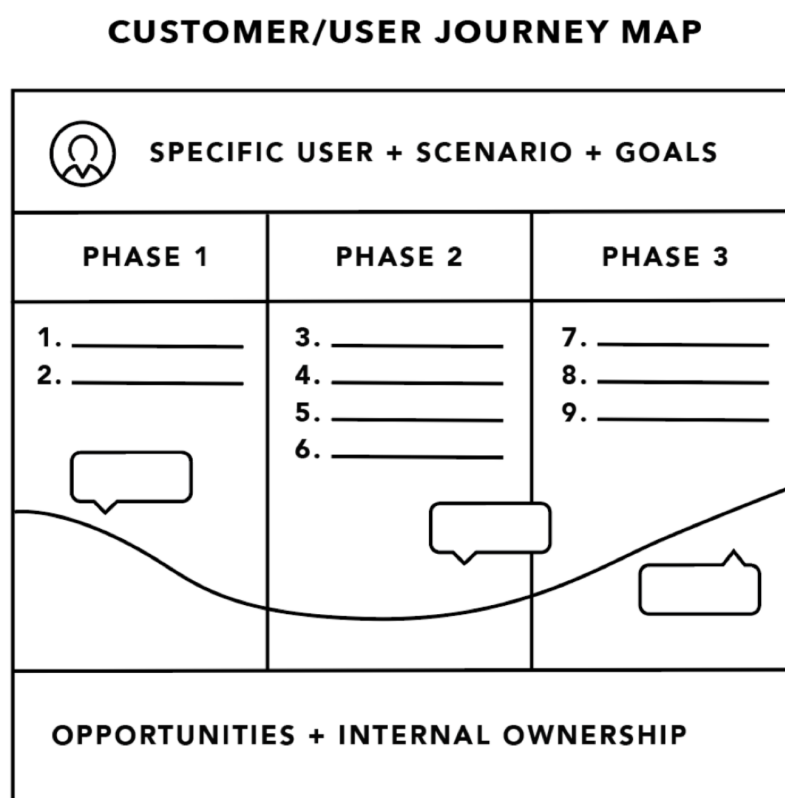 CUSTOMER/USER JOURNEY MAP
SPECIFIC USER + SCENARIO + GOALS
PHASE 1
PHASE 2
PHASE 3
1.
2.
3.
4.
5.
6.
7.
8.
9.
OPPORTUNITIES + INTERNAL OWNERSHIP